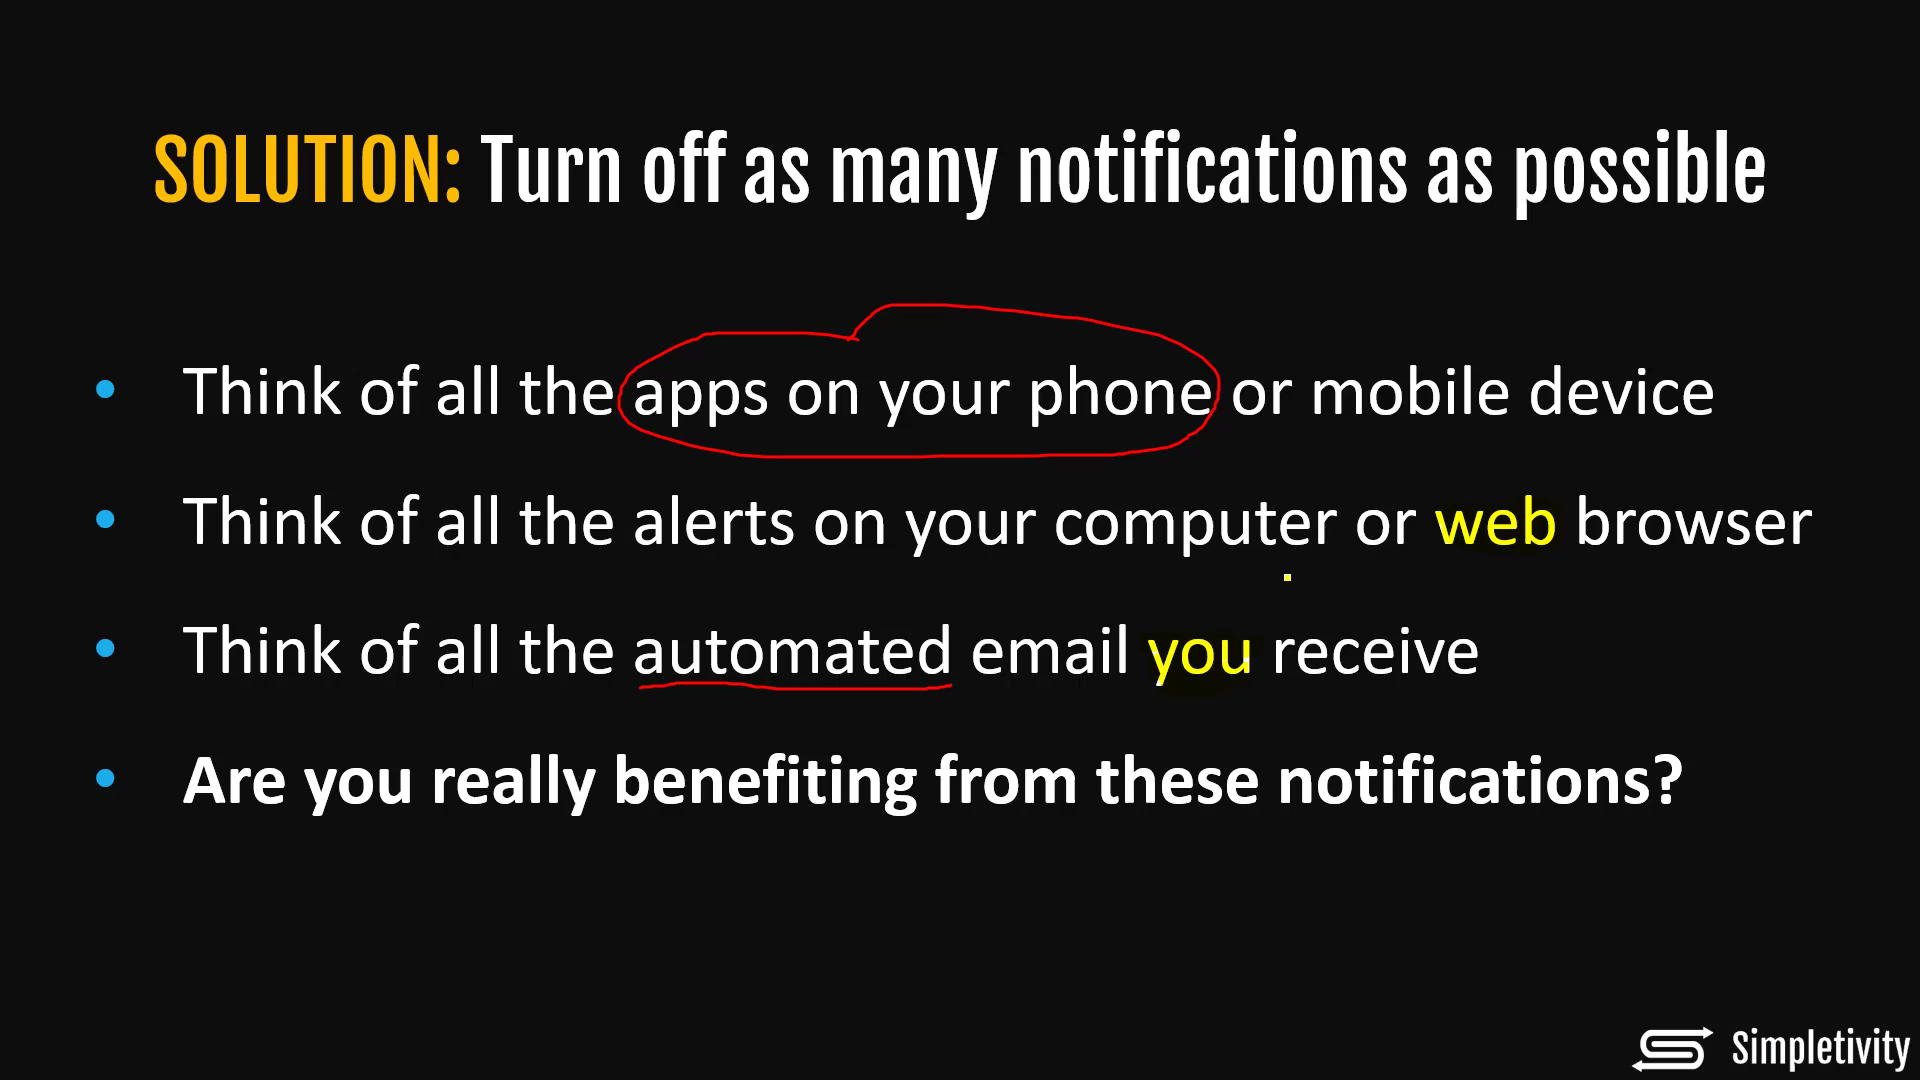 SOLUTION: Turn off as many notifications as possible
• Think of all the apps on your phone or mobile device
• Think of all the alerts on your computer or web browser
• Think of all the automated email you receive
• Are you really benefiting from these notifications?
Simpletivity